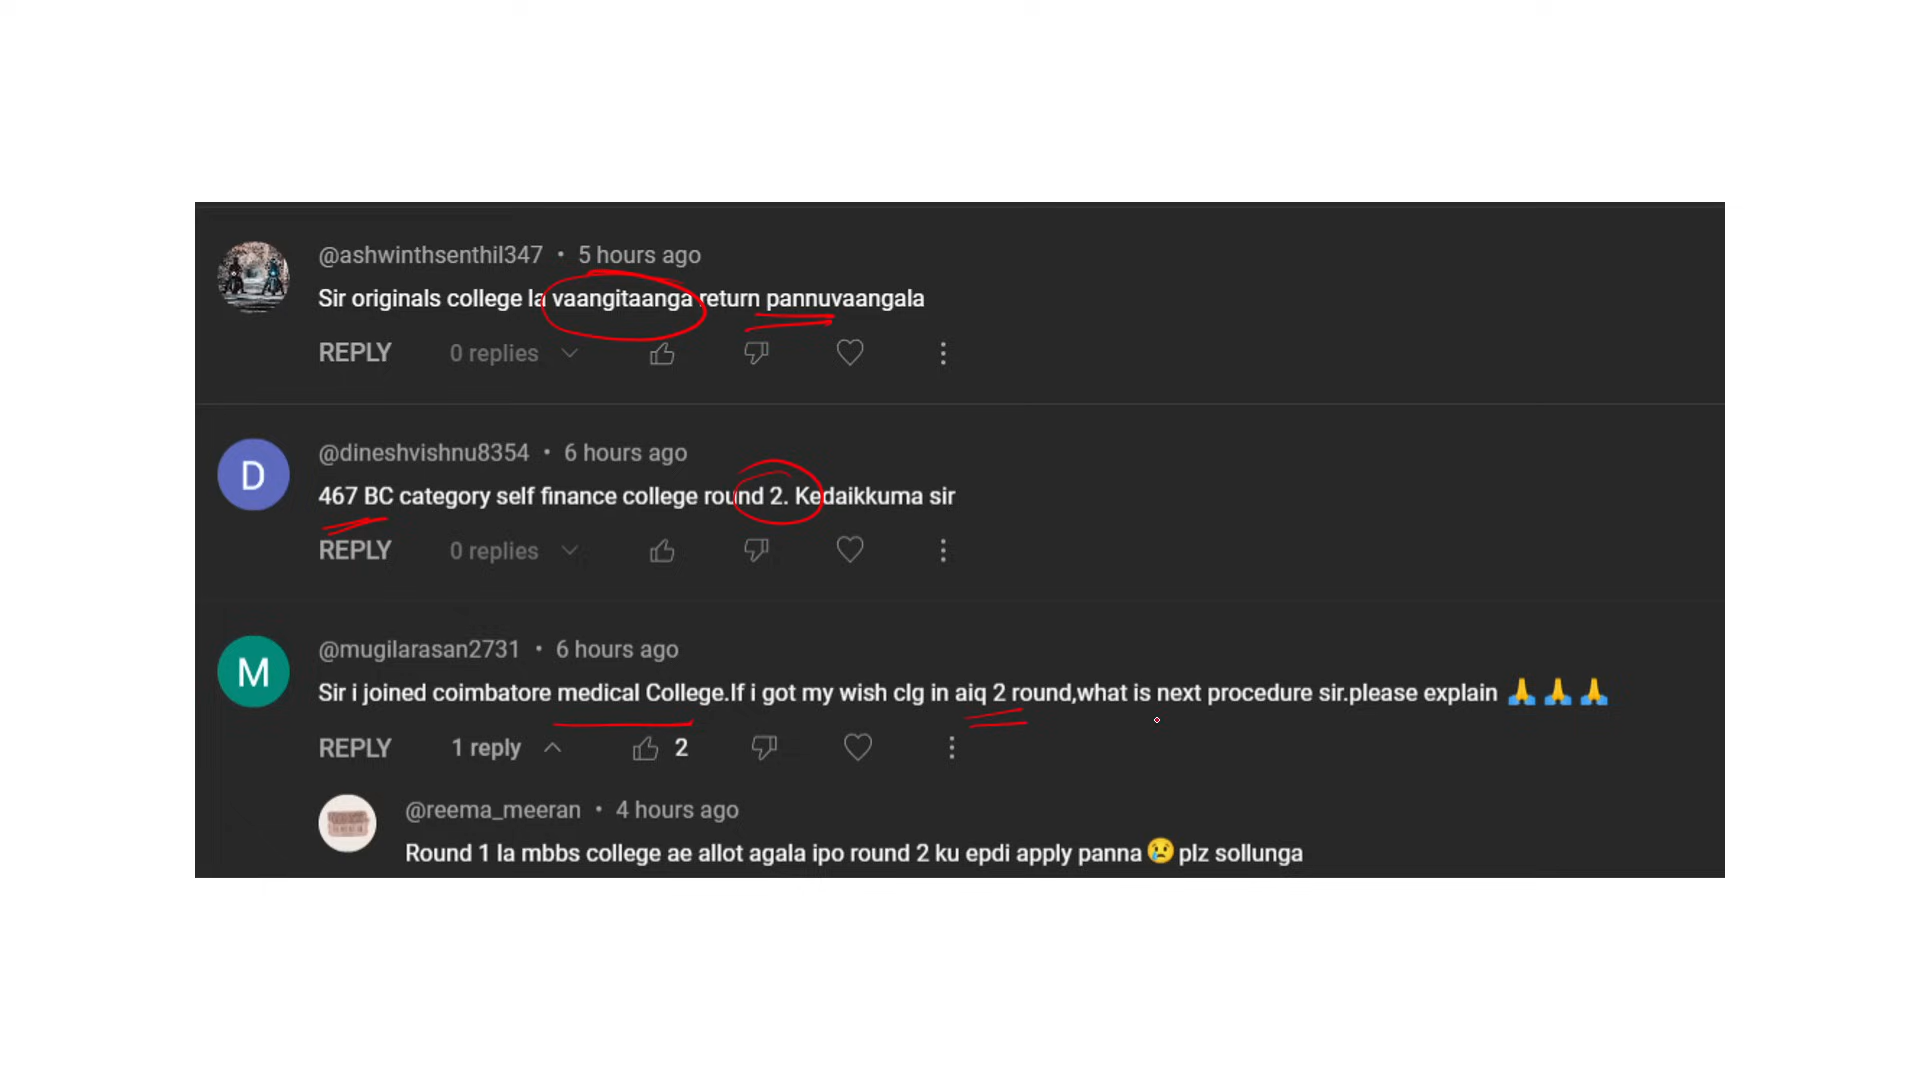 @ashwinthsenthil347 • 5 hours ago
Sir originals college la vaangitaanga return pannuvaangala
REPLY 0 replies
D
@dineshvishnu8354 • 6 hours ago
467 BC category self finance college round 2. Kedaikkuma sir
REPLY 0 replies
M
@mugilarasan2731 • 6 hours ago
Sir i joined coimbatore medical College.If i got my wish clg in aiq 2 round,what is next procedure sir.please explain 🙏🙏🙏
REPLY 1 reply 2
@reema_meeran • 4 hours ago
Round 1 la mbbs college ae allot agala ipo round 2 ku epdi apply panna 😢 plz sollunga